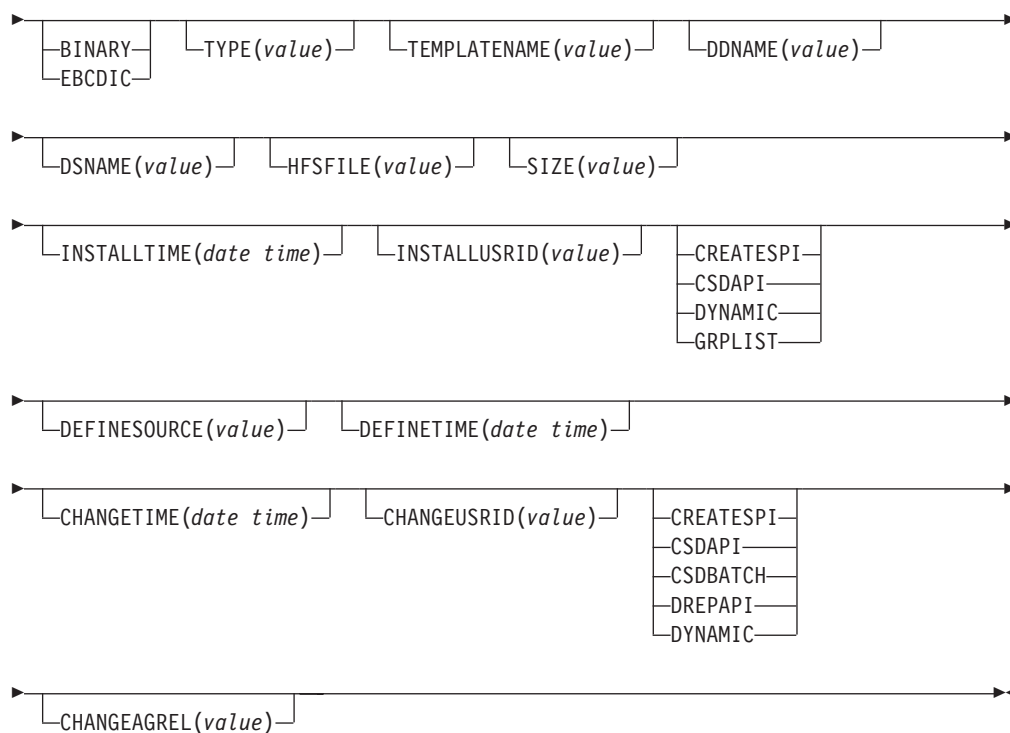 BINARY TYPE(value) TEMPLATENAME(value) DDNAME(value)
EBCDIC
DSNAME(value) HFSFILE(value) SIZE(value)
INSTALLTIME(date time) INSTALLUSRID(value) CREATESPI
CSDAPI
DYNAMIC
GRPLIST
DEFINESOURCE(value) DEFINETIME(date time)
CHANGETIME(date time) CHANGEUSRID(value) CREATESPI
CSDAPI
CSDBATCH
DREPAPI
DYNAMIC
CHANGEAGREL(value)